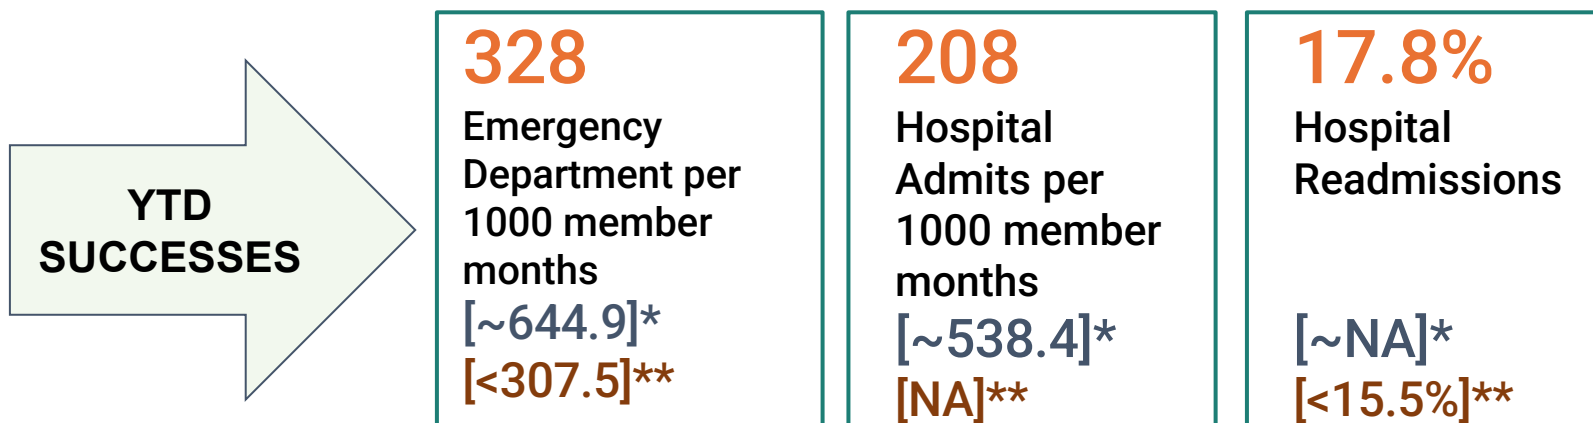 YTD
SUCCESSES
328
Emergency
Department per
1000 member
months
[~644.9]*
[<307.5]**
208
Hospital
Admits per
1000 member
months
[~538.4]*
[NA]**
17.8%
Hospital
Readmissions
[~NA]*
[<15.5%]**